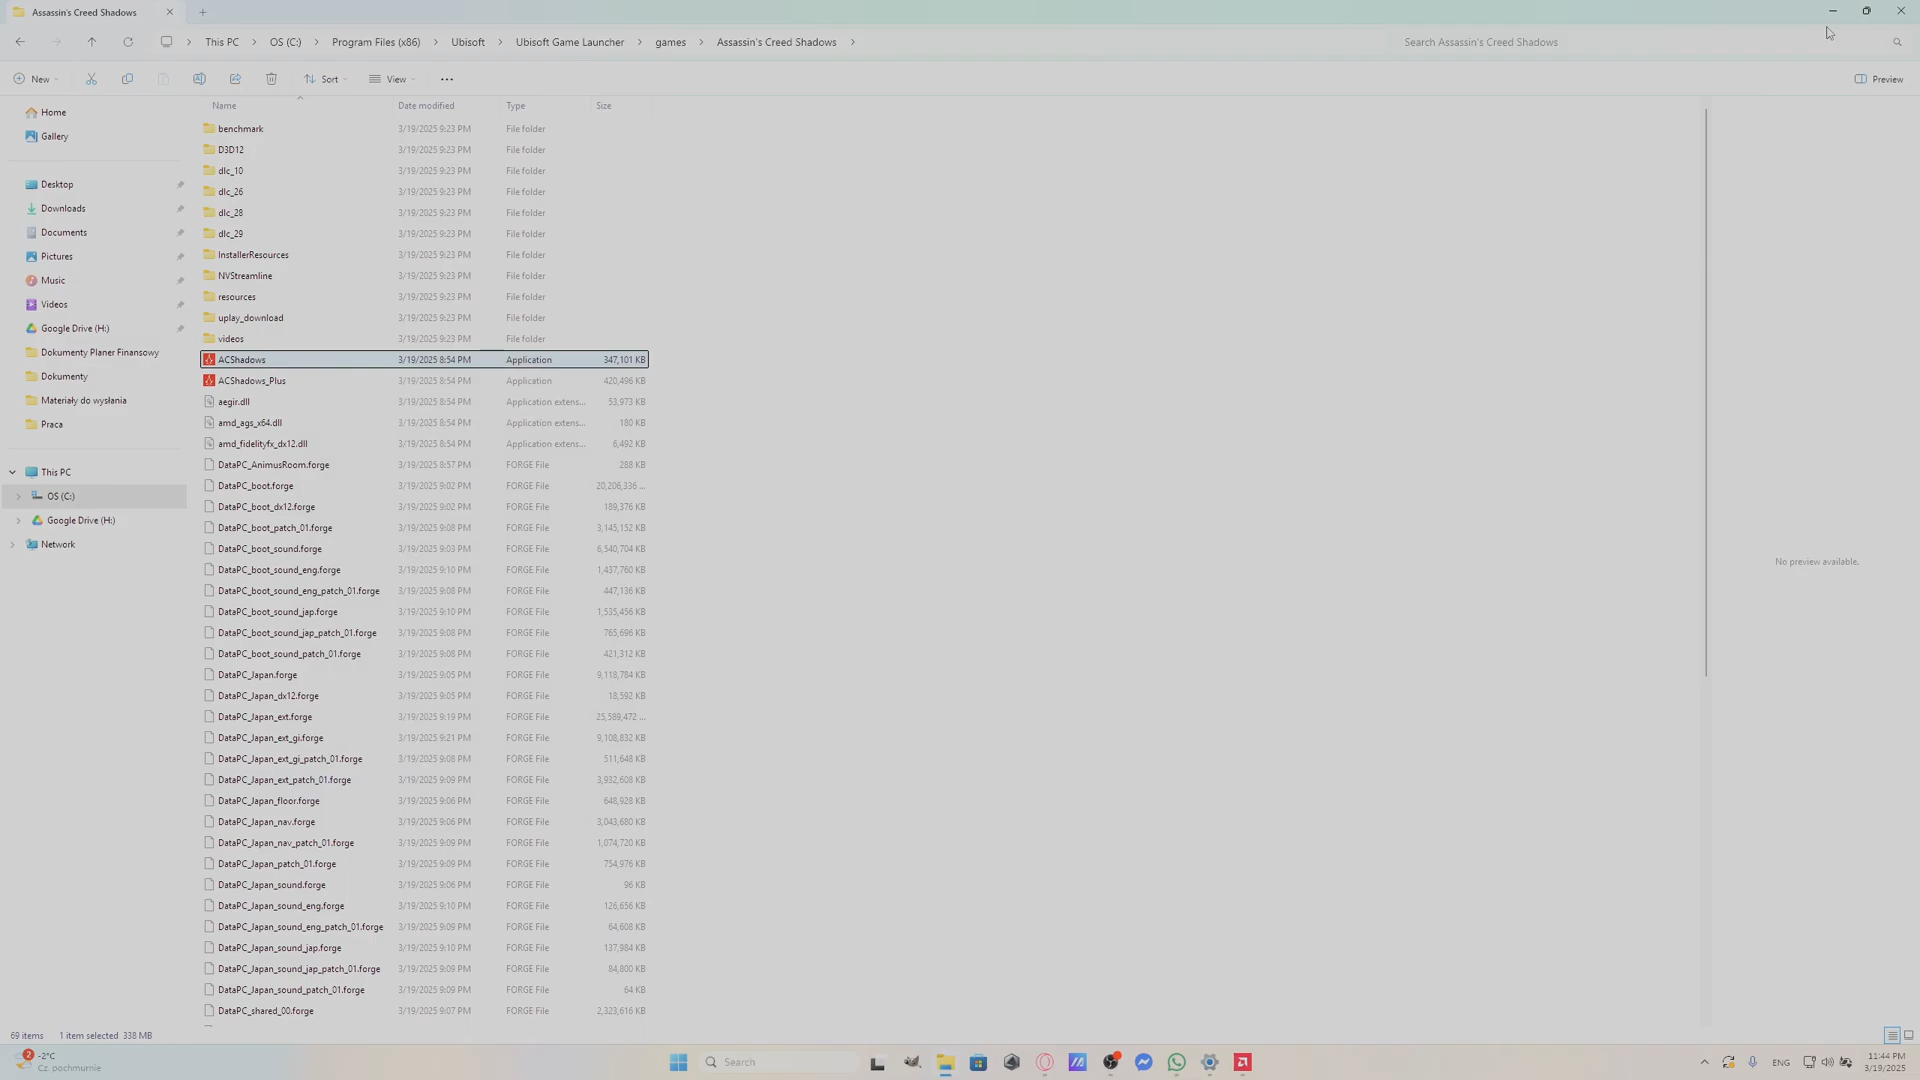 Assassin's Creed Shadows
This PC > OS (C:) > Program Files (x86) > Ubisoft > Ubisoft Game Launcher > games > Assassin's Creed Shadows >
Search Assassin's Creed Shadows
New
Sort
View
Preview
Home
Gallery
Desktop
Downloads
Documents
Pictures
Music
Videos
Google Drive (H:)
Dokumenty Planer Finansowy
Dokumenty
Materiały do wysłania
Praca
This PC
OS (C:)
Google Drive (H:)
Network
Name Date modified Type Size
benchmark 3/19/2025 9:23 PM File folder
D3D12 3/19/2025 9:23 PM File folder
dlc_10 3/19/2025 9:23 PM File folder
dlc_26 3/19/2025 9:23 PM File folder
dlc_28 3/19/2025 9:23 PM File folder
dlc_29 3/19/2025 9:23 PM File folder
InstallerResources 3/19/2025 9:23 PM File folder
NVStreamline 3/19/2025 9:23 PM File folder
resources 3/19/2025 9:23 PM File folder
uplay_download 3/19/2025 9:23 PM File folder
videos 3/19/2025 9:23 PM File folder
ACShadows 3/19/2025 8:54 PM Application 347,101 KB
ACShadows_Plus 3/19/2025 8:54 PM Application 420,496 KB
aegir.dll 3/19/2025 8:54 PM Application extens... 53,973 KB
amd_ags_x64.dll 3/19/2025 8:54 PM Application extens... 180 KB
amd_fidelityfx_dx12.dll 3/19/2025 8:54 PM Application extens... 6,492 KB
DataPC_AnimusRoom.forge 3/19/2025 8:57 PM FORGE File 288 KB
DataPC_boot.forge 3/19/2025 9:02 PM FORGE File 20,206,336 ...
DataPC_boot_dx12.forge 3/19/2025 9:02 PM FORGE File 189,376 KB
DataPC_boot_patch_01.forge 3/19/2025 9:08 PM FORGE File 3,145,152 KB
DataPC_boot_sound.forge 3/19/2025 9:03 PM FORGE File 6,540,704 KB
DataPC_boot_sound_eng.forge 3/19/2025 9:10 PM FORGE File 1,437,760 KB
DataPC_boot_sound_eng_patch_01.forge 3/19/2025 9:08 PM FORGE File 447,136 KB
DataPC_boot_sound_jap.forge 3/19/2025 9:10 PM FORGE File 1,535,456 KB
DataPC_boot_sound_jap_patch_01.forge 3/19/2025 9:08 PM FORGE File 765,696 KB
DataPC_boot_sound_patch_01.forge 3/19/2025 9:08 PM FORGE File 421,312 KB
DataPC_Japan.forge 3/19/2025 9:05 PM FORGE File 9,118,784 KB
DataPC_Japan_dx12.forge 3/19/2025 9:05 PM FORGE File 18,592 KB
DataPC_Japan_ext.forge 3/19/2025 9:19 PM FORGE File 25,589,472 ...
DataPC_Japan_ext_gi.forge 3/19/2025 9:21 PM FORGE File 9,108,832 KB
DataPC_Japan_ext_gi_patch_01.forge 3/19/2025 9:08 PM FORGE File 511,648 KB
DataPC_Japan_ext_patch_01.forge 3/19/2025 9:09 PM FORGE File 3,932,608 KB
DataPC_Japan_floor.forge 3/19/2025 9:06 PM FORGE File 648,928 KB
DataPC_Japan_nav.forge 3/19/2025 9:06 PM FORGE File 3,043,680 KB
DataPC_Japan_nav_patch_01.forge 3/19/2025 9:09 PM FORGE File 1,074,720 KB
DataPC_Japan_patch_01.forge 3/19/2025 9:09 PM FORGE File 754,976 KB
DataPC_Japan_sound.forge 3/19/2025 9:06 PM FORGE File 96 KB
DataPC_Japan_sound_eng.forge 3/19/2025 9:06 PM FORGE File 126,656 KB
DataPC_Japan_sound_eng_patch_01.forge 3/19/2025 9:09 PM FORGE File 64,608 KB
DataPC_Japan_sound_jap.forge 3/19/2025 9:10 PM FORGE File 137,984 KB
DataPC_Japan_sound_jap_patch_01.forge 3/19/2025 9:09 PM FORGE File 84,800 KB
DataPC_Japan_sound_patch_01.forge 3/19/2025 9:09 PM FORGE File 64 KB
DataPC_shared_00.forge 3/19/2025 9:07 PM FORGE File 2,323,616 KB
No preview available.
69 items 1 item selected 338 MB
2
-2°C
Cz. pochmurnie
Search
ENG
11:44 PM
3/19/2025